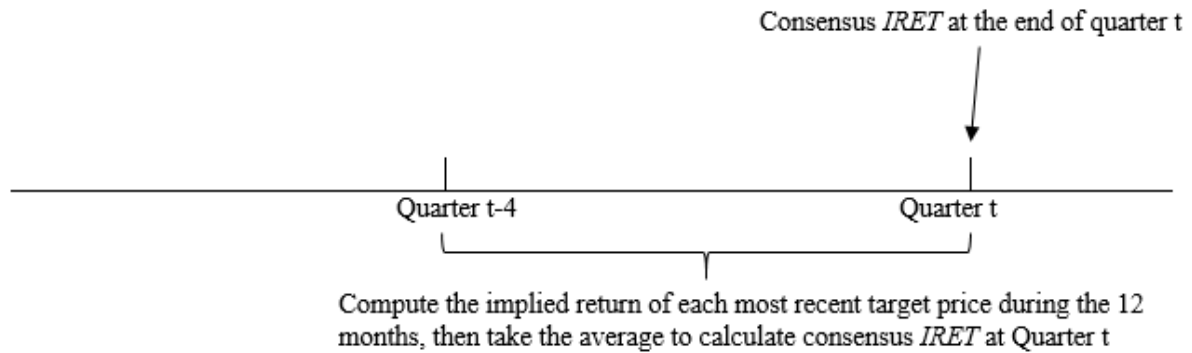 Consensus IRET at the end of quarter t
Quarter t-4
Quarter t
Compute the implied return of each most recent target price during the 12
months, then take the average to calculate consensus IRET at Quarter t